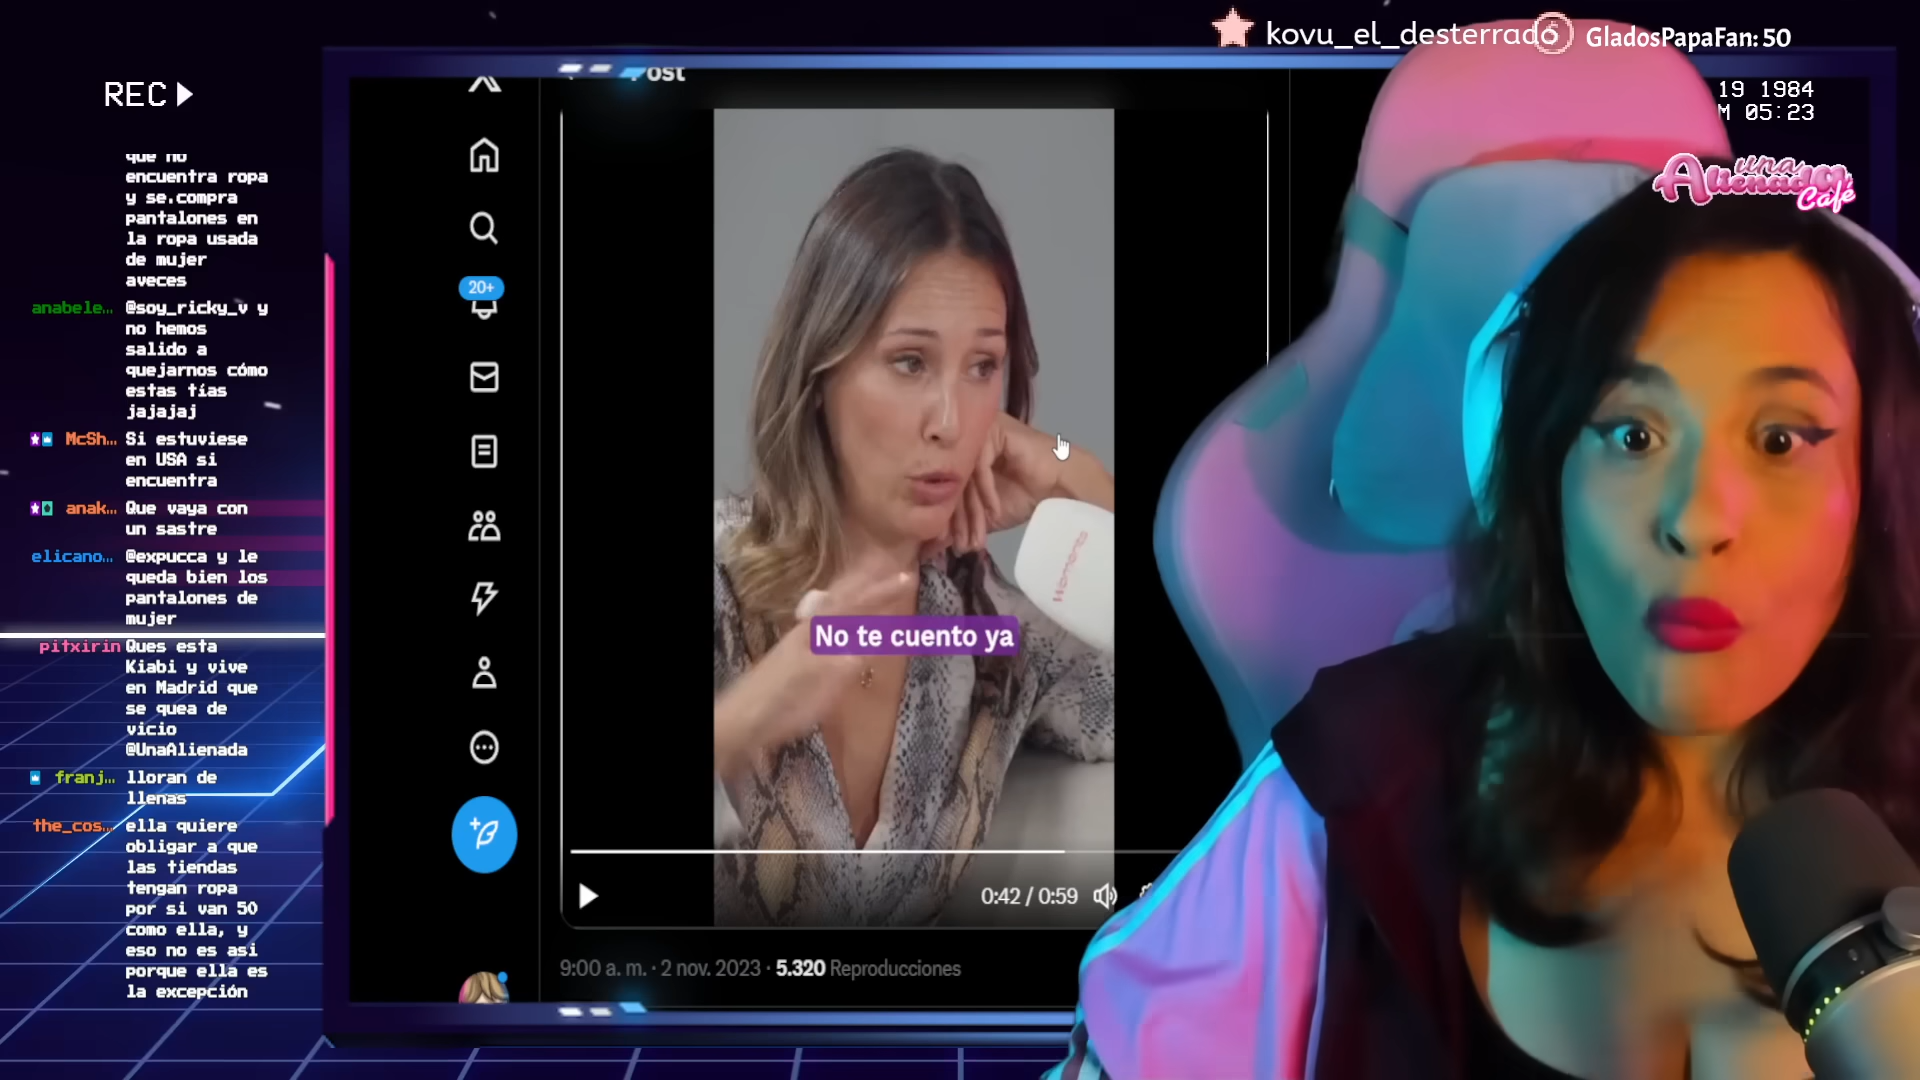 kovu_el_desterrado
GladosPapaFan: 50
REC
19 1984
M 05:23
una
Alienada
Café
Post
que no
encuentra ropa
y se.compra
pantalones en
la ropa usada
de mujer
aveces
anabele… @soy_ricky_v y
no hemos
salido a
quejarnos cómo
estas tías
jajajaj
McSh… Si estuviese
en USA si
encuentra
anak… Que vaya con
un sastre
elicano… @expucca y le
queda bien los
pantalones de
mujer
pitxirin Ques esta
Kiabi y vive
en Madrid que
se quea de
vicio
@UnaAlienada
franj… lloran de
llenas
the_cos… ella quiere
obligar a que
las tiendas
tengan ropa
por si van 50
como ella, y
eso no es asi
porque ella es
la excepción
20+
No te cuento ya
0:42 / 0:59
9:00 a. m. · 2 nov. 2023 · 5.320 Reproducciones